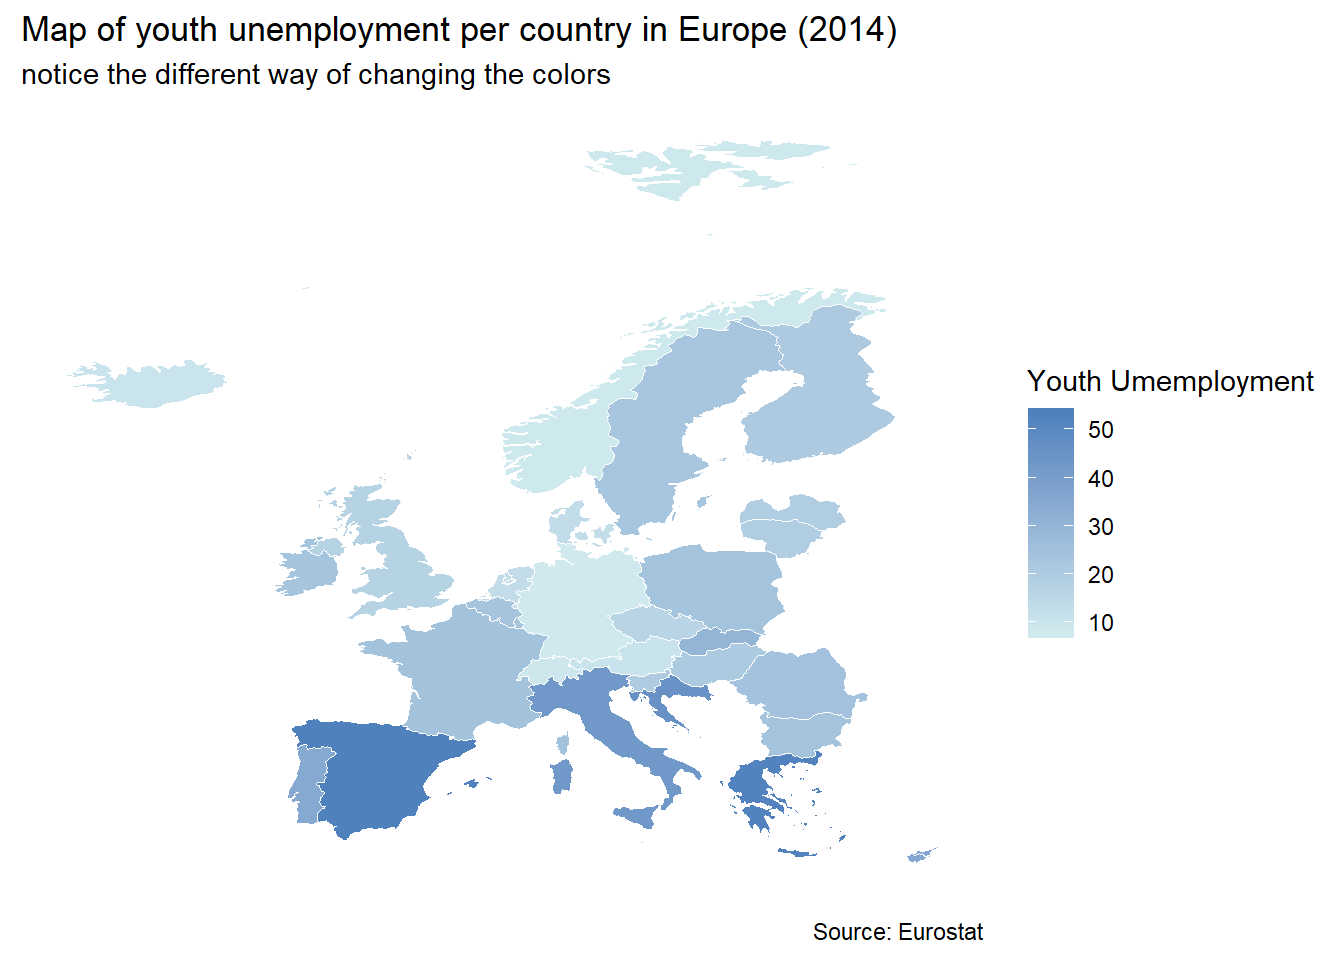 Map of youth unemployment per country in Europe (2014)
notice the different way of changing the colors
Youth Umemployment
50
40
30
20
10
Source: Eurostat